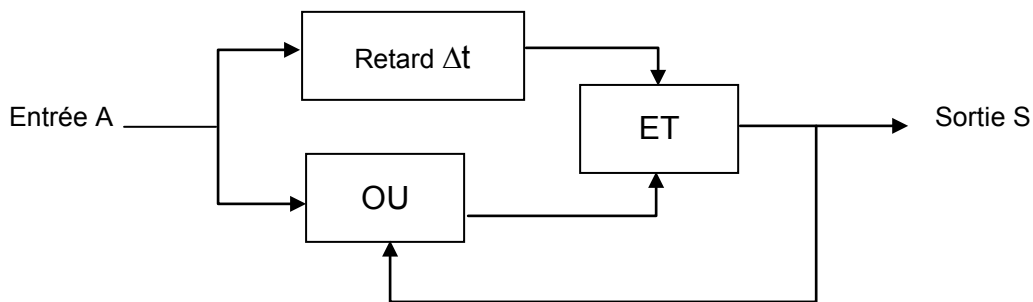 Retard Δt
Entrée A
ET
Sortie S
OU